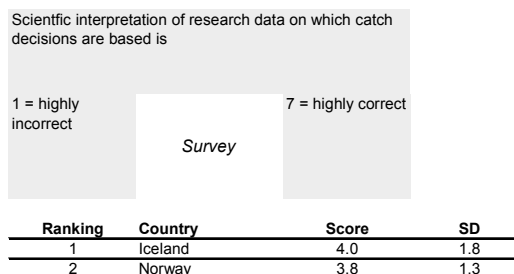 Scientfic interpretation of research data on which catch
decisions are based is
1 = highly
incorrect
Survey
7 = highly correct
Ranking Country Score SD
1 Iceland 4.0 1.8
2 Norway 3.8 1.3